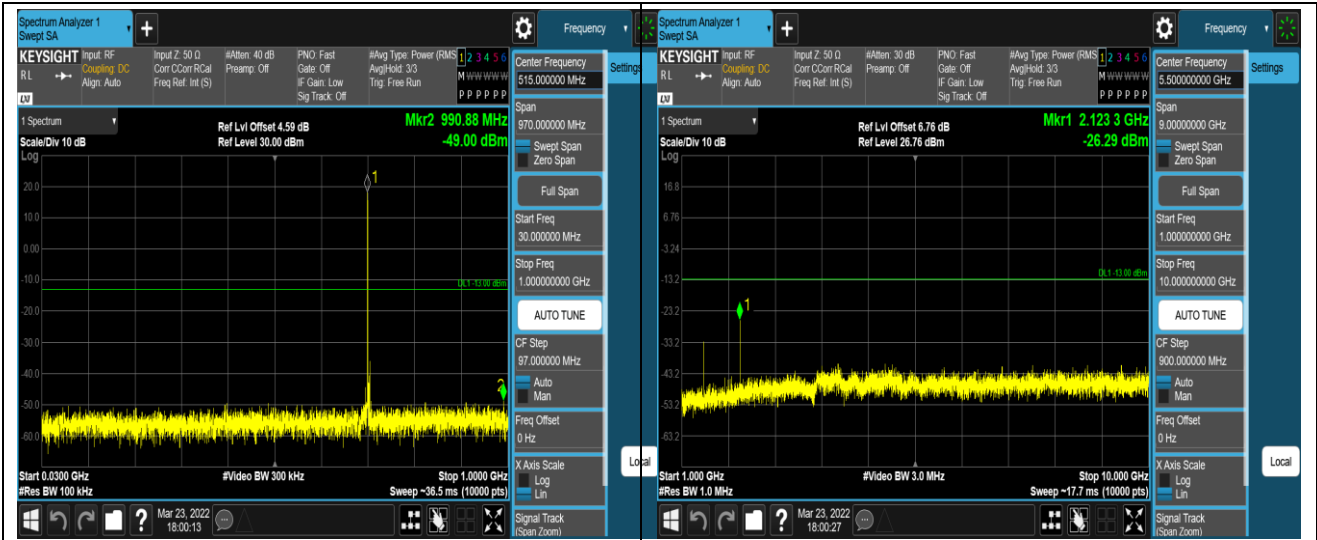 Spectrum Analyzer 1
Swept SA
+
Frequency
KEYSIGHT
RL
LXI
Input: RF
Coupling: DC
Align: Auto
Input Z: 50 Ω
Corr CCorr RCal
Freq Ref: Int (S)
#Atten: 40 dB
Preamp: Off
PNO: Fast
Gate: Off
IF Gain: Low
Sig Track: Off
#Avg Type: Power (RMS
Avg|Hold: 3/3
Trig: Free Run
1 2 3 4 5 6
M W W W W W
P P P P P P
Center Frequency
515.000000 MHz
Settings
Span
970.000000 MHz
Swept Span
Zero Span
Full Span
Start Freq
30.000000 MHz
Stop Freq
1.000000000 GHz
AUTO TUNE
CF Step
97.000000 MHz
Auto
Man
Freq Offset
0 Hz
X Axis Scale
Log
Lin
Signal Track
(Span Zoom)
Local
1 Spectrum
Scale/Div 10 dB
Log
Ref Lvl Offset 4.59 dB
Ref Level 30.00 dBm
Mkr2 990.88 MHz
-49.00 dBm
1
20.0
10.0
0.00
-10.0
DL1 -13.00 dBm
-20.0
-30.0
-40.0
2
-50.0
-60.0
Start 0.0300 GHz
#Res BW 100 kHz
#Video BW 300 kHz
Stop 1.0000 GHz
Sweep ~36.5 ms (10000 pts)
?
Mar 23, 2022
18:00:13
Spectrum Analyzer 1
Swept SA
+
Frequency
KEYSIGHT
RL
LXI
Input: RF
Coupling: DC
Align: Auto
Input Z: 50 Ω
Corr CCorr RCal
Freq Ref: Int (S)
#Atten: 30 dB
Preamp: Off
PNO: Fast
Gate: Off
IF Gain: Low
Sig Track: Off
#Avg Type: Power (RMS
Avg|Hold: 3/3
Trig: Free Run
1 2 3 4 5 6
M W W W W W
P P P P P P
Center Frequency
5.500000000 GHz
Settings
Span
9.00000000 GHz
Swept Span
Zero Span
Full Span
Start Freq
1.000000000 GHz
Stop Freq
10.000000000 GHz
AUTO TUNE
CF Step
900.000000 MHz
Auto
Man
Freq Offset
0 Hz
X Axis Scale
Log
Lin
Signal Track
(Span Zoom)
Local
1 Spectrum
Scale/Div 10 dB
Log
Ref Lvl Offset 6.76 dB
Ref Level 26.76 dBm
Mkr1 2.123 3 GHz
-26.29 dBm
16.8
6.76
-3.24
-13.2
DL1 -13.00 dBm
-23.2
1
-33.2
-43.2
-53.2
-63.2
Start 1.000 GHz
#Res BW 1.0 MHz
#Video BW 3.0 MHz
Stop 10.000 GHz
Sweep ~17.7 ms (10000 pts)
?
Mar 23, 2022
18:00:27